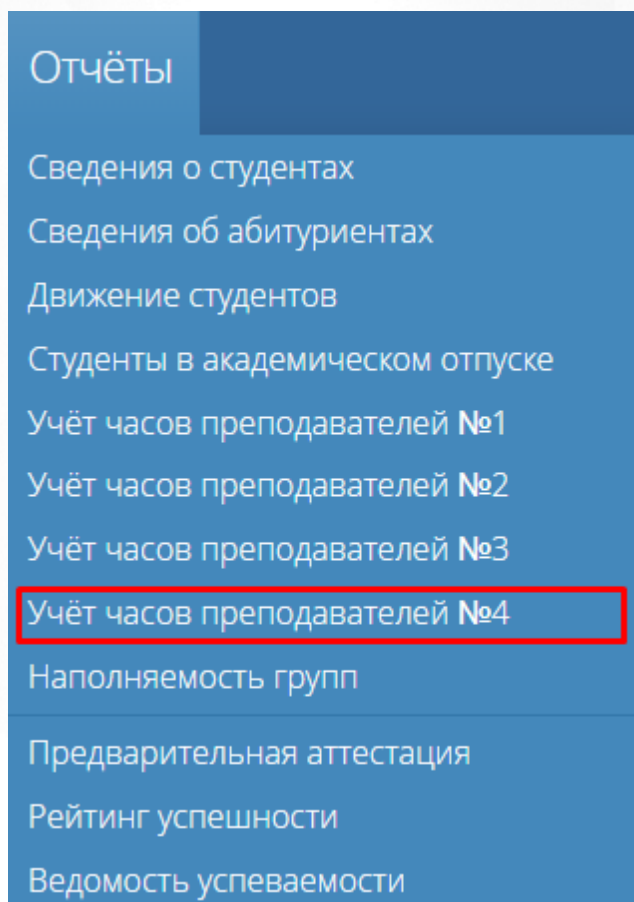 Отчёты
Сведения о студентах
Сведения об абитуриентах
Движение студентов
Студенты в академическом отпуске
Учёт часов преподавателей №1
Учёт часов преподавателей №2
Учёт часов преподавателей №3
Учёт часов преподавателей №4
Наполняемость групп
Предварительная аттестация
Рейтинг успешности
Ведомость успеваемости